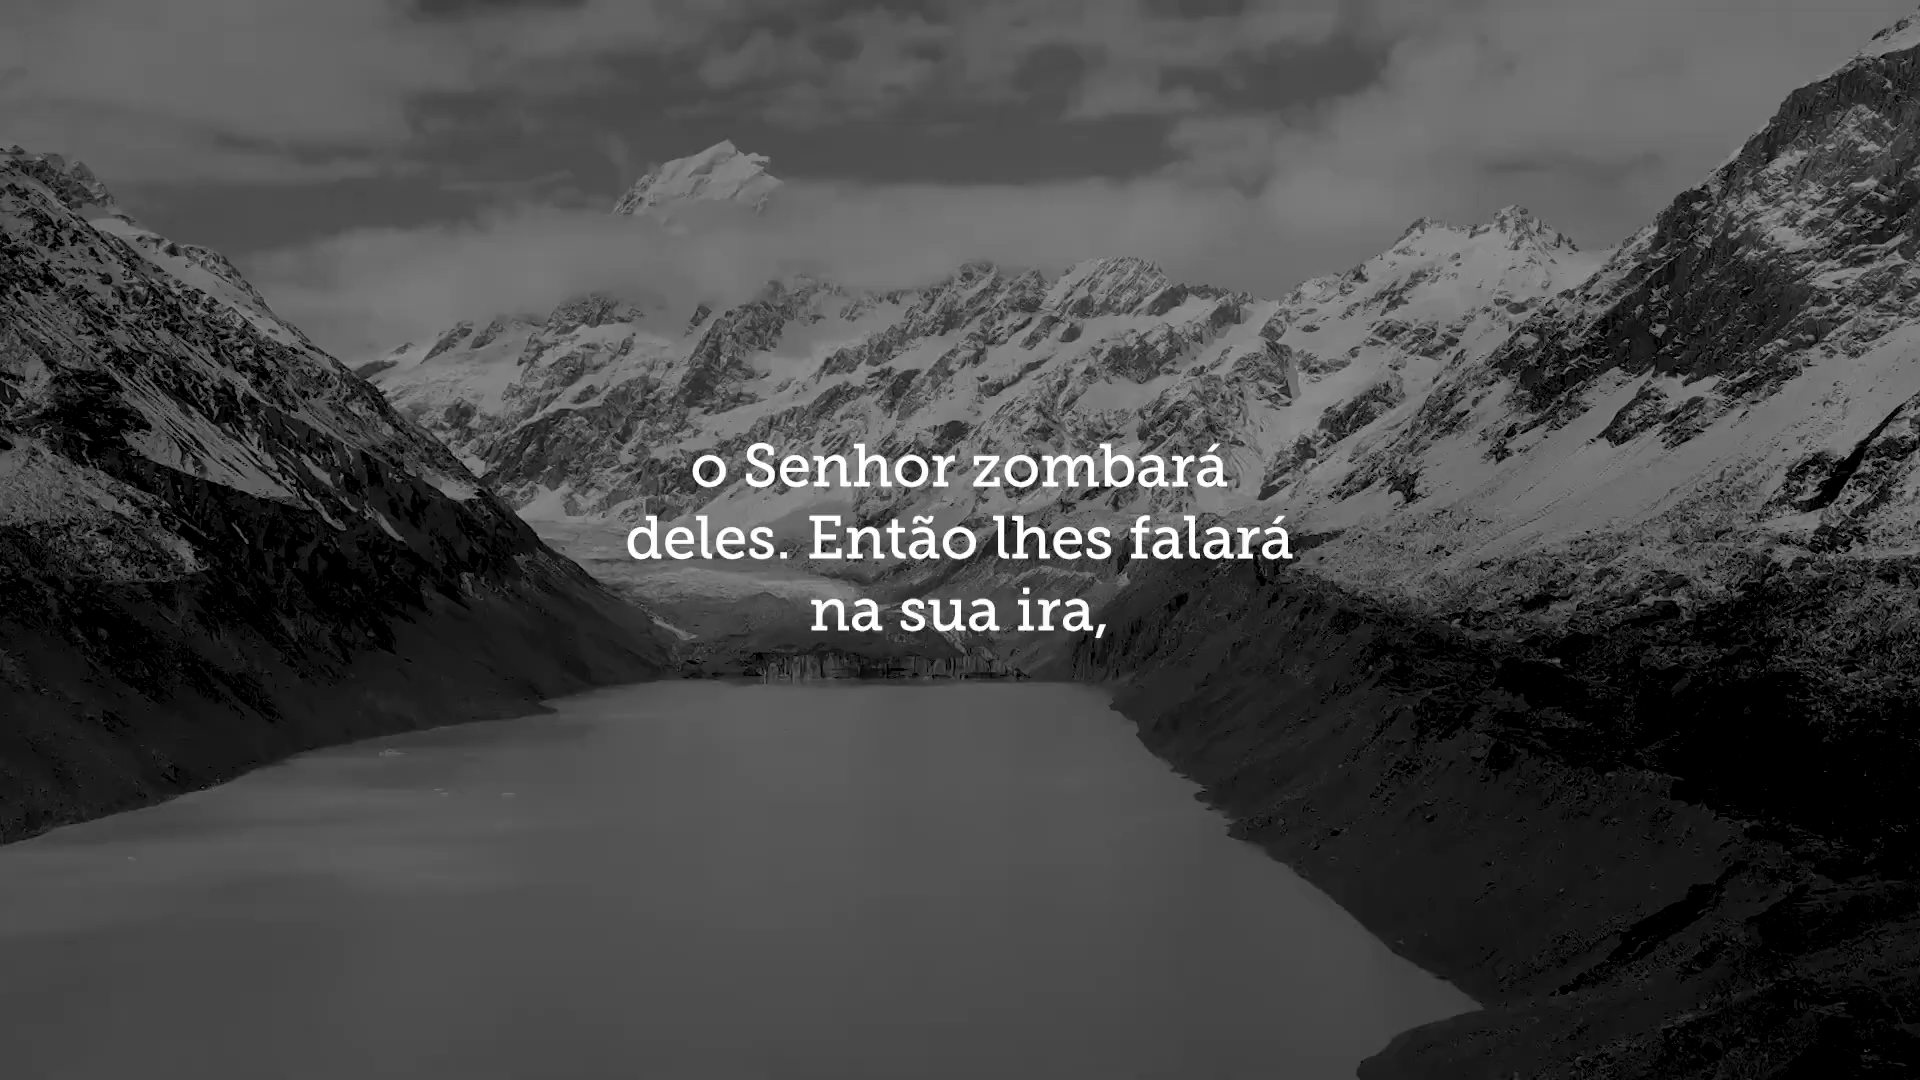 o Senhor zombará
deles. Então lhes falará
na sua ira,